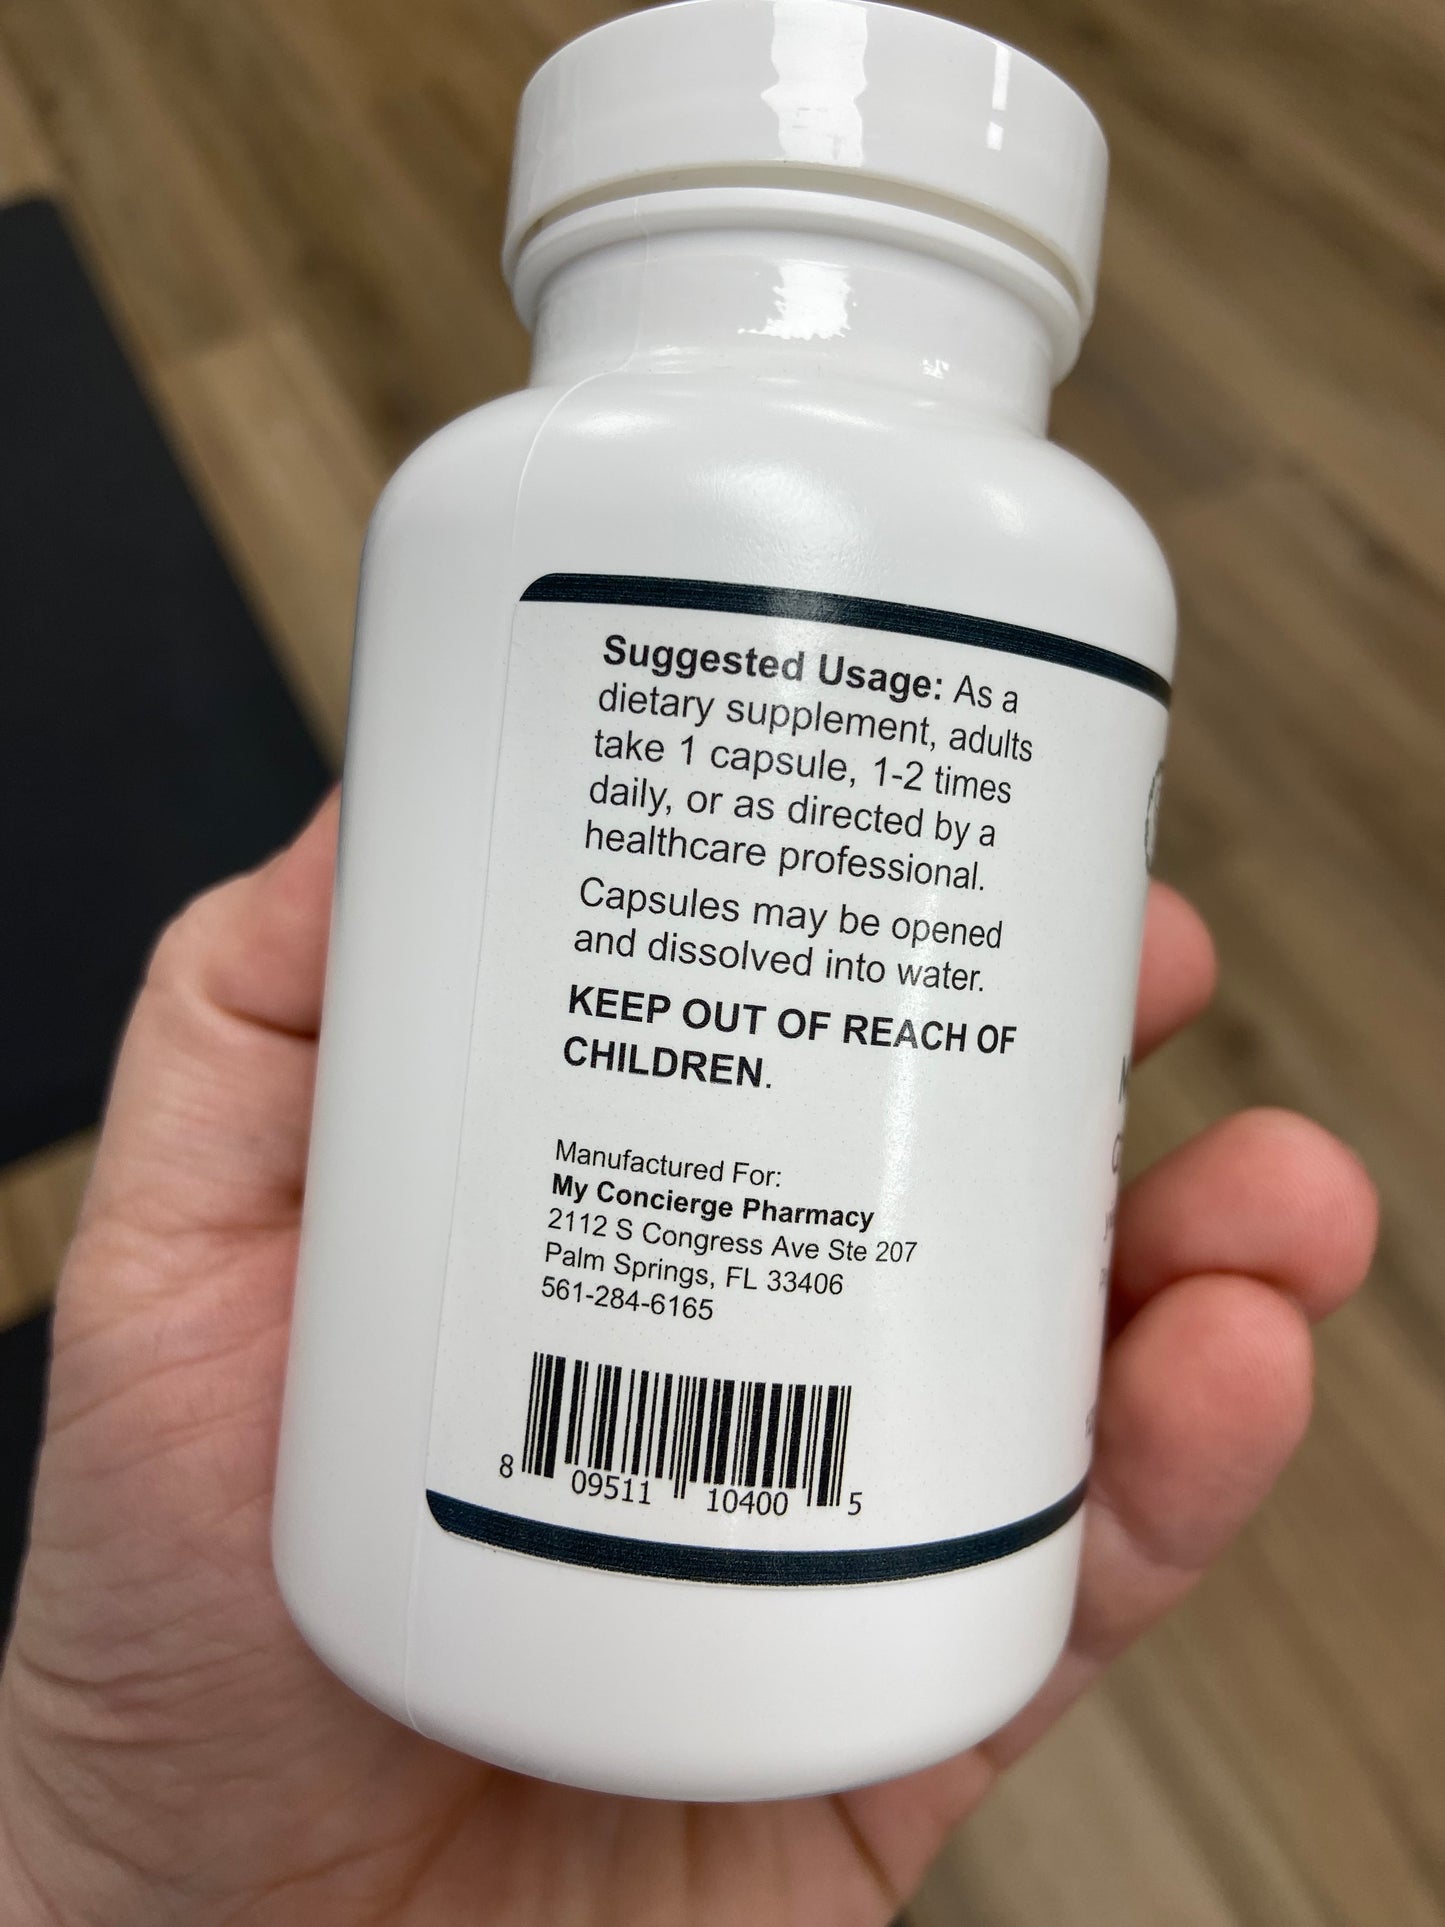 Suggested Usage: As a
dietary supplement, adults
take 1 capsule, 1-2 times
daily, or as directed by a
healthcare professional.
Capsules may be opened
and dissolved into water.
KEEP OUT OF REACH OF
CHILDREN.
Manufactured For:
My Concierge Pharmacy
2112 S Congress Ave Ste 207
Palm Springs, FL 33406
561-284-6165
8 09511 10400 5